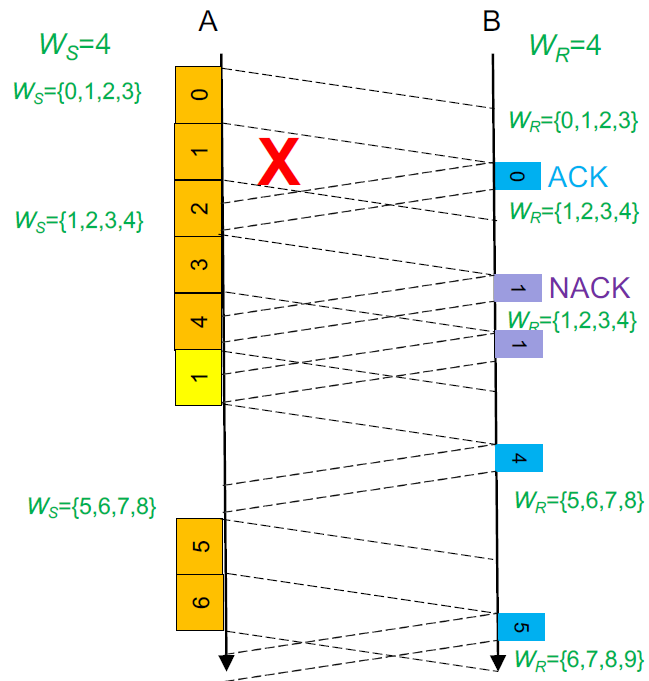 A
B
W_S=4
W_R=4
W_S={0,1,2,3}
0
W_R={0,1,2,3}
1
X
0
ACK
2
W_S={1,2,3,4}
W_R={1,2,3,4}
3
1
NACK
4
W_R={1,2,3,4}
1
1
4
W_S={5,6,7,8}
W_R={5,6,7,8}
5
6
5
W_R={6,7,8,9}